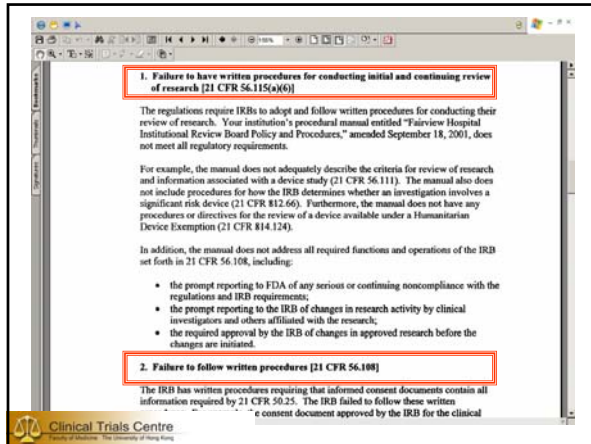 1. Failure to have written procedures for conducting initial and continuing review
of research [21 CFR 56.115(a)(6)]
The regulations require IRBs to adopt and follow written procedures for conducting their
review of research. Your institution's procedural manual entitled “Fairview Hospital
Institutional Review Board Policy and Procedures,” amended September 18, 2001, does
not meet all regulatory requirements.
For example, the manual does not adequately describe the criteria for review of research
and information associated with a device study (21 CFR 56.111). The manual also does
not include procedures for how the IRB determines whether an investigation involves a
significant risk device (21 CFR 812.66). Furthermore, the manual does not have any
procedures or directives for the review of a device available under a Humanitarian
Device Exemption (21 CFR 814.124).
In addition, the manual does not address all required functions and operations of the IRB
set forth in 21 CFR 56.108, including:
• the prompt reporting to FDA of any serious or continuing noncompliance with the
regulations and IRB requirements;
• the prompt reporting to the IRB of changes in research activity by clinical
investigators and others affiliated with the research;
• the required approval by the IRB of changes in approved research before the
changes are initiated.
2. Failure to follow written procedures [21 CFR 56.108]
The IRB has written procedures requiring that informed consent documents contain all
information required by 21 CFR 50.25. The IRB failed to follow these written
the consent document approved by the IRB for the clinical
Bookmarks
Thumbnails
Signatures
Clinical Trials Centre
Faculty of Medicine The University of Hong Kong